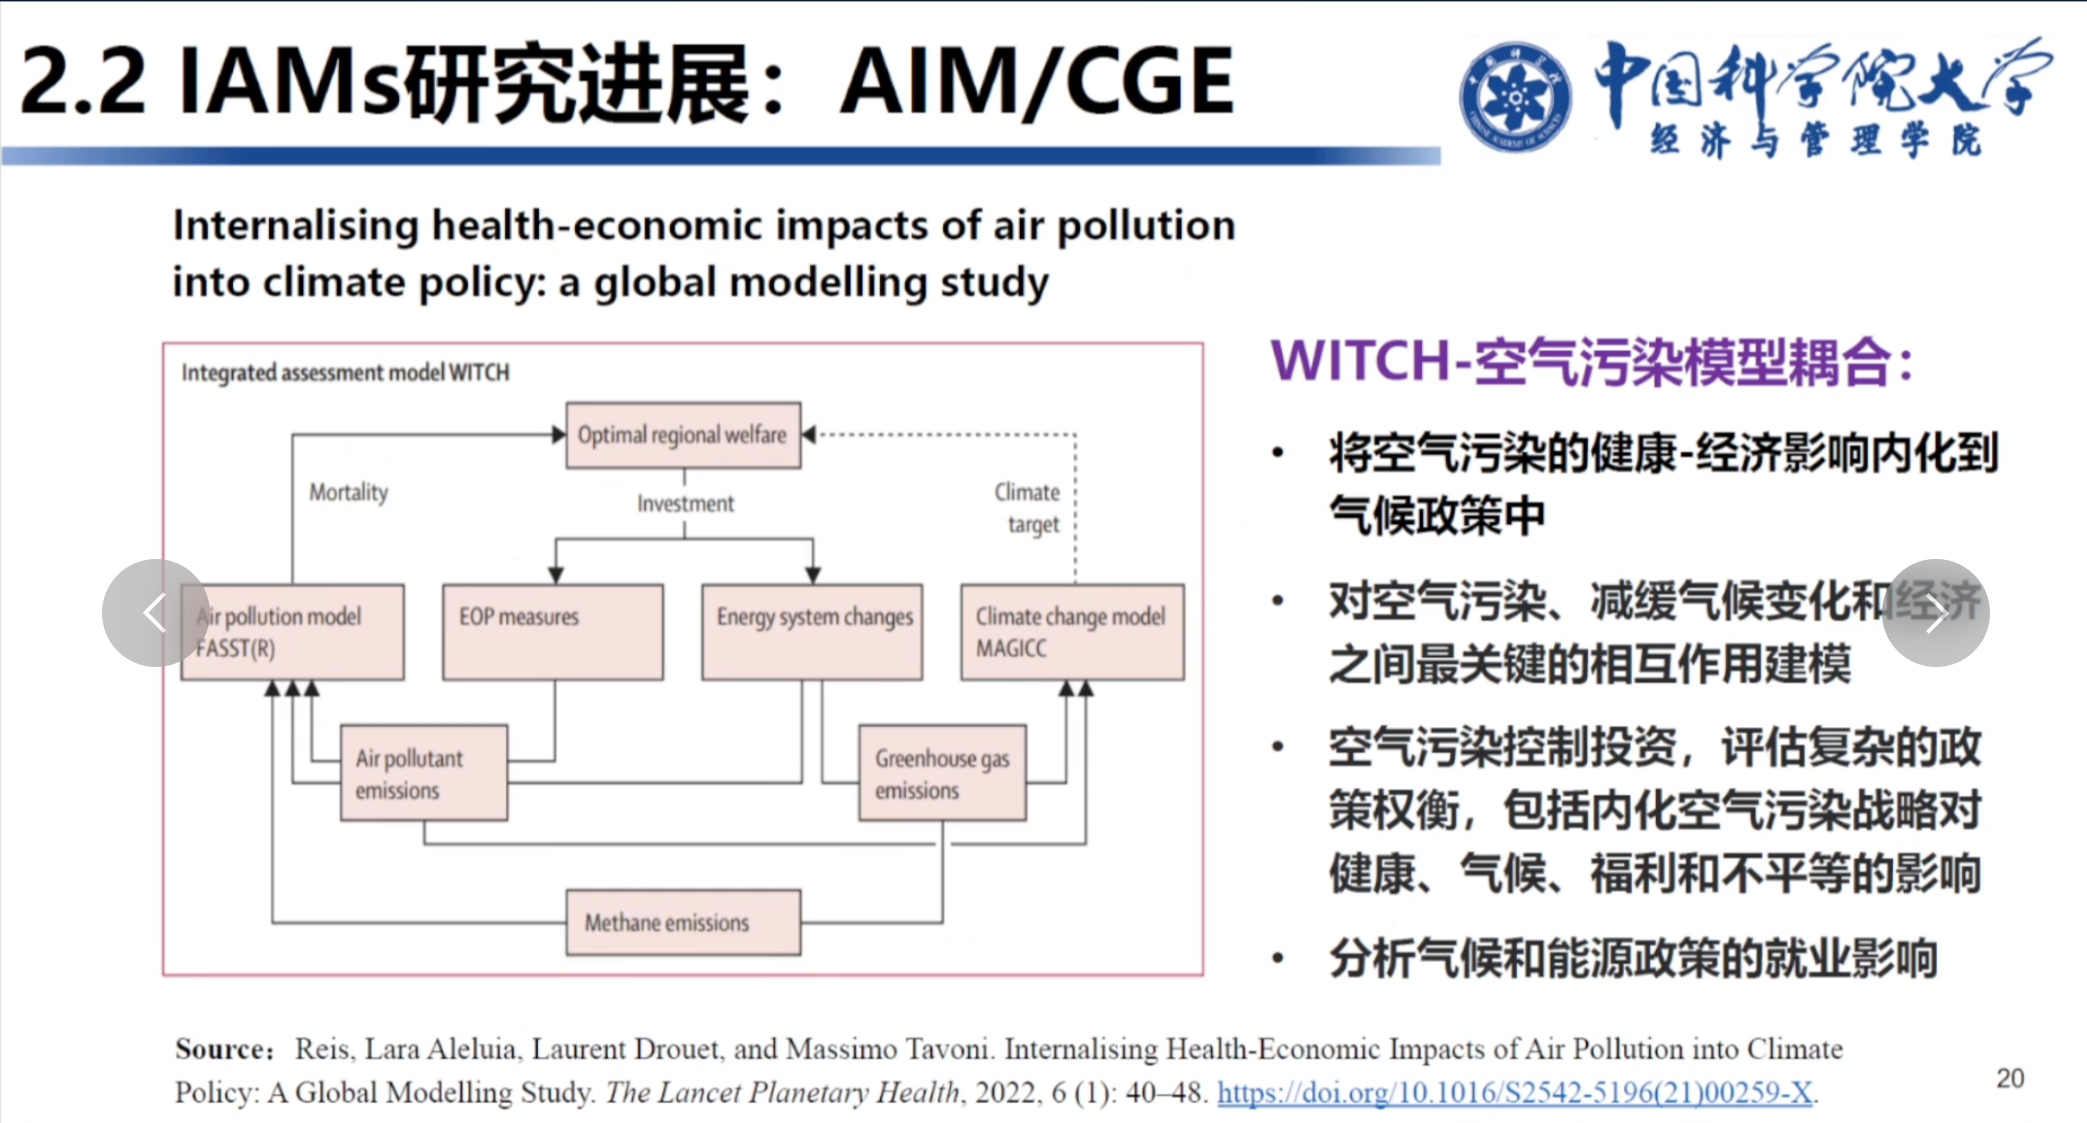 2.2 IAMs研究进展：AIM/CGE
中国科学院大学
经济与管理学院
Internalising health-economic impacts of air pollution
into climate policy: a global modelling study
Integrated assessment model WITCH
Optimal regional welfare
Mortality
Investment
Climate
target
Air pollution model
FASST(R)
EOP measures
Energy system changes
Climate change model
MAGICC
Air pollutant
emissions
Greenhouse gas
emissions
Methane emissions
WITCH-空气污染模型耦合：
• 将空气污染的健康-经济影响内化到
气候政策中
• 对空气污染、减缓气候变化和经济
之间最关键的相互作用建模
• 空气污染控制投资，评估复杂的政
策权衡，包括内化空气污染战略对
健康、气候、福利和不平等的影响
• 分析气候和能源政策的就业影响
Source： Reis, Lara Aleluia, Laurent Drouet, and Massimo Tavoni. Internalising Health-Economic Impacts of Air Pollution into Climate
Policy: A Global Modelling Study. The Lancet Planetary Health, 2022, 6 (1): 40–48. https://doi.org/10.1016/S2542-5196(21)00259-X.
20